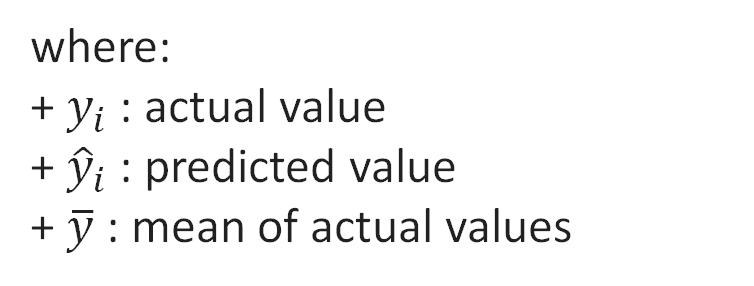 where:
+ yᵢ : actual value
+ ŷᵢ : predicted value
+ ȳ : mean of actual values